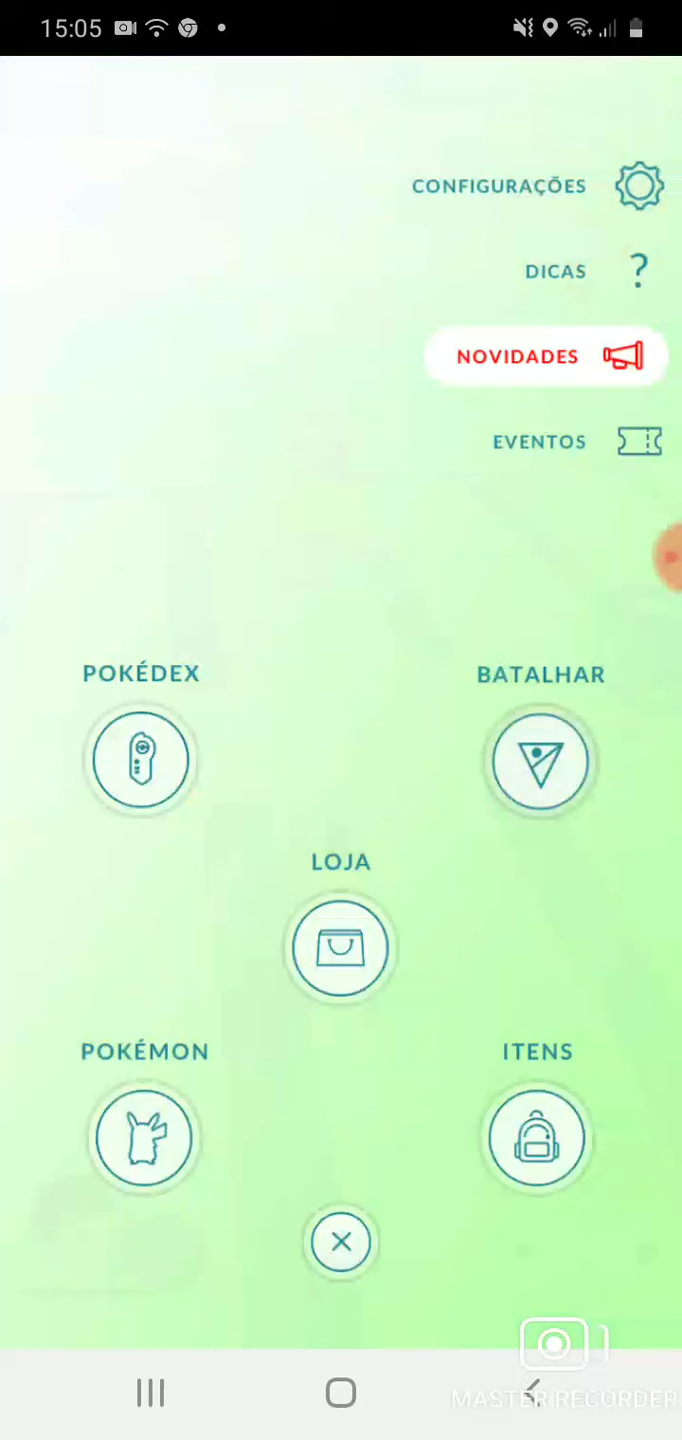 15:05
CONFIGURAÇÕES
DICAS
?
NOVIDADES
EVENTOS
POKÉDEX
BATALHAR
LOJA
POKÉMON
ITENS
MASTER RECORDER